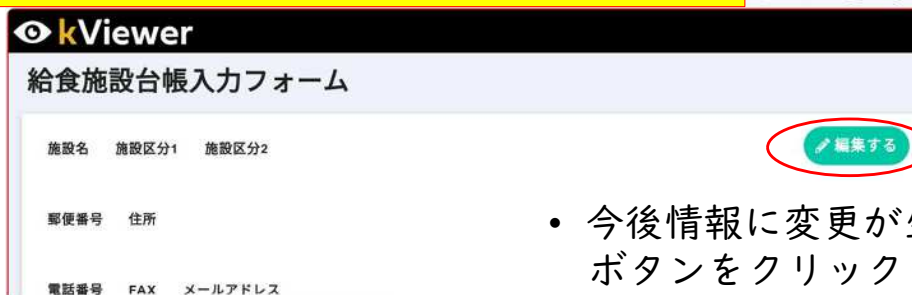 kViewer
給食施設台帳入力フォーム
施設名 施設区分1 施設区分2
編集する
郵便番号 住所
• 今後情報に変更が
ボタンをクリック
電話番号 FAX メールアドレス